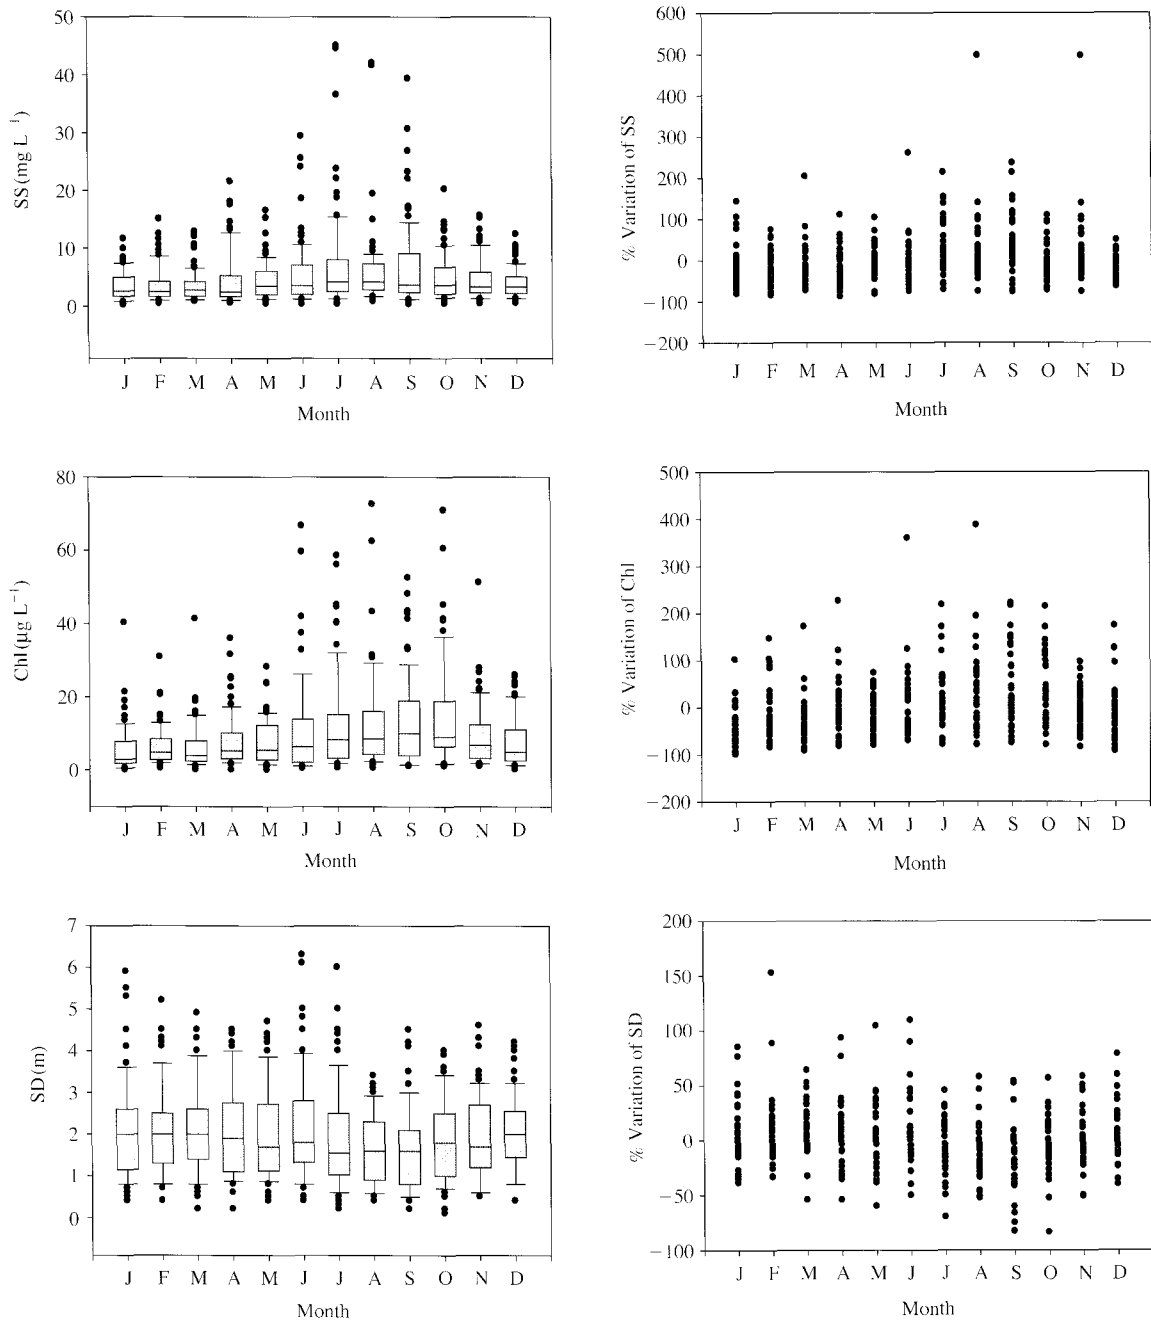 50
40
30
20
10
0
SS (mg L⁻¹)
J F M A M J J A S O N D
Month
600
500
400
300
200
100
0
−100
−200
% Variation of SS
J F M A M J J A S O N D
Month
80
60
40
20
0
Chl (µg L⁻¹)
J F M A M J J A S O N D
Month
500
400
300
200
100
0
−100
−200
% Variation of Chl
J F M A M J J A S O N D
Month
7
6
5
4
3
2
1
0
SD (m)
J F M A M J J A S O N D
Month
200
150
100
50
0
−50
−100
% Variation of SD
J F M A M J J A S O N D
Month